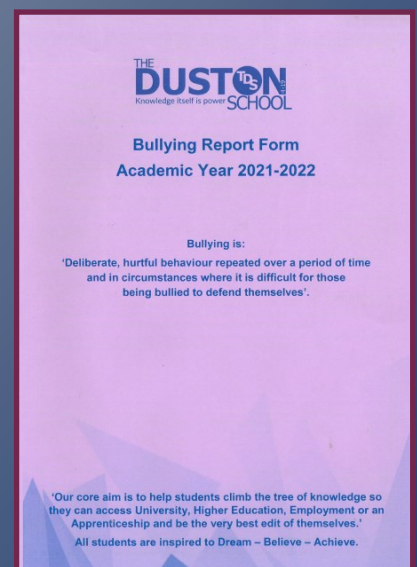 THE
DUSTON
TDS
Knowledge itself is power SCHOOL
Bullying Report Form
Academic Year 2021-2022
Bullying is:
‘Deliberate, hurtful behaviour repeated over a period of time
and in circumstances where it is difficult for those
being bullied to defend themselves’.
‘Our core aim is to help students climb the tree of knowledge so
they can access University, Higher Education, Employment or an
Apprenticeship and be the very best edit of themselves.’
All students are inspired to Dream – Believe – Achieve.